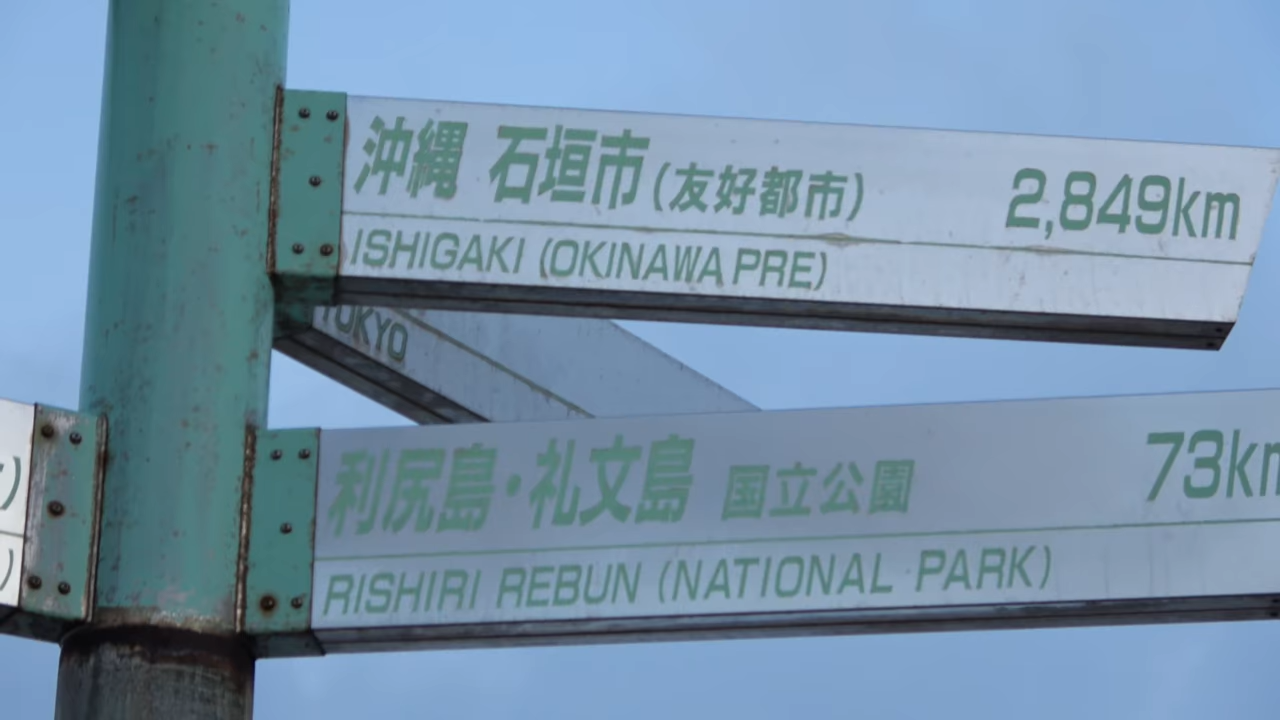 沖縄 石垣市(友好都市) 2,849km
ISHIGAKI (OKINAWA PRE)
TOKYO
利尻島・礼文島 国立公園 73km
RISHIRI REBUN (NATIONAL PARK)